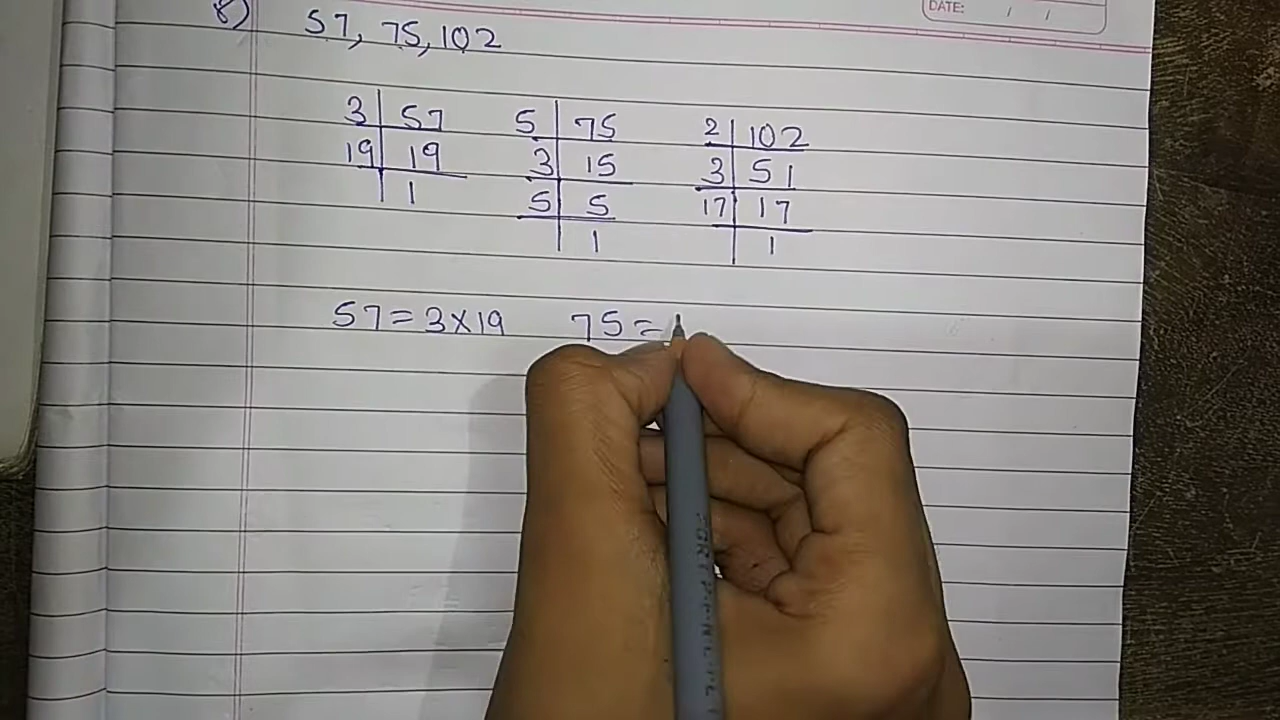 DATE: / /
8) 57, 75, 102
3 57 5 75 2 102
19 19 3 15 3 51
1 5 5 17 17
1 1
57 = 3 × 19 75 =